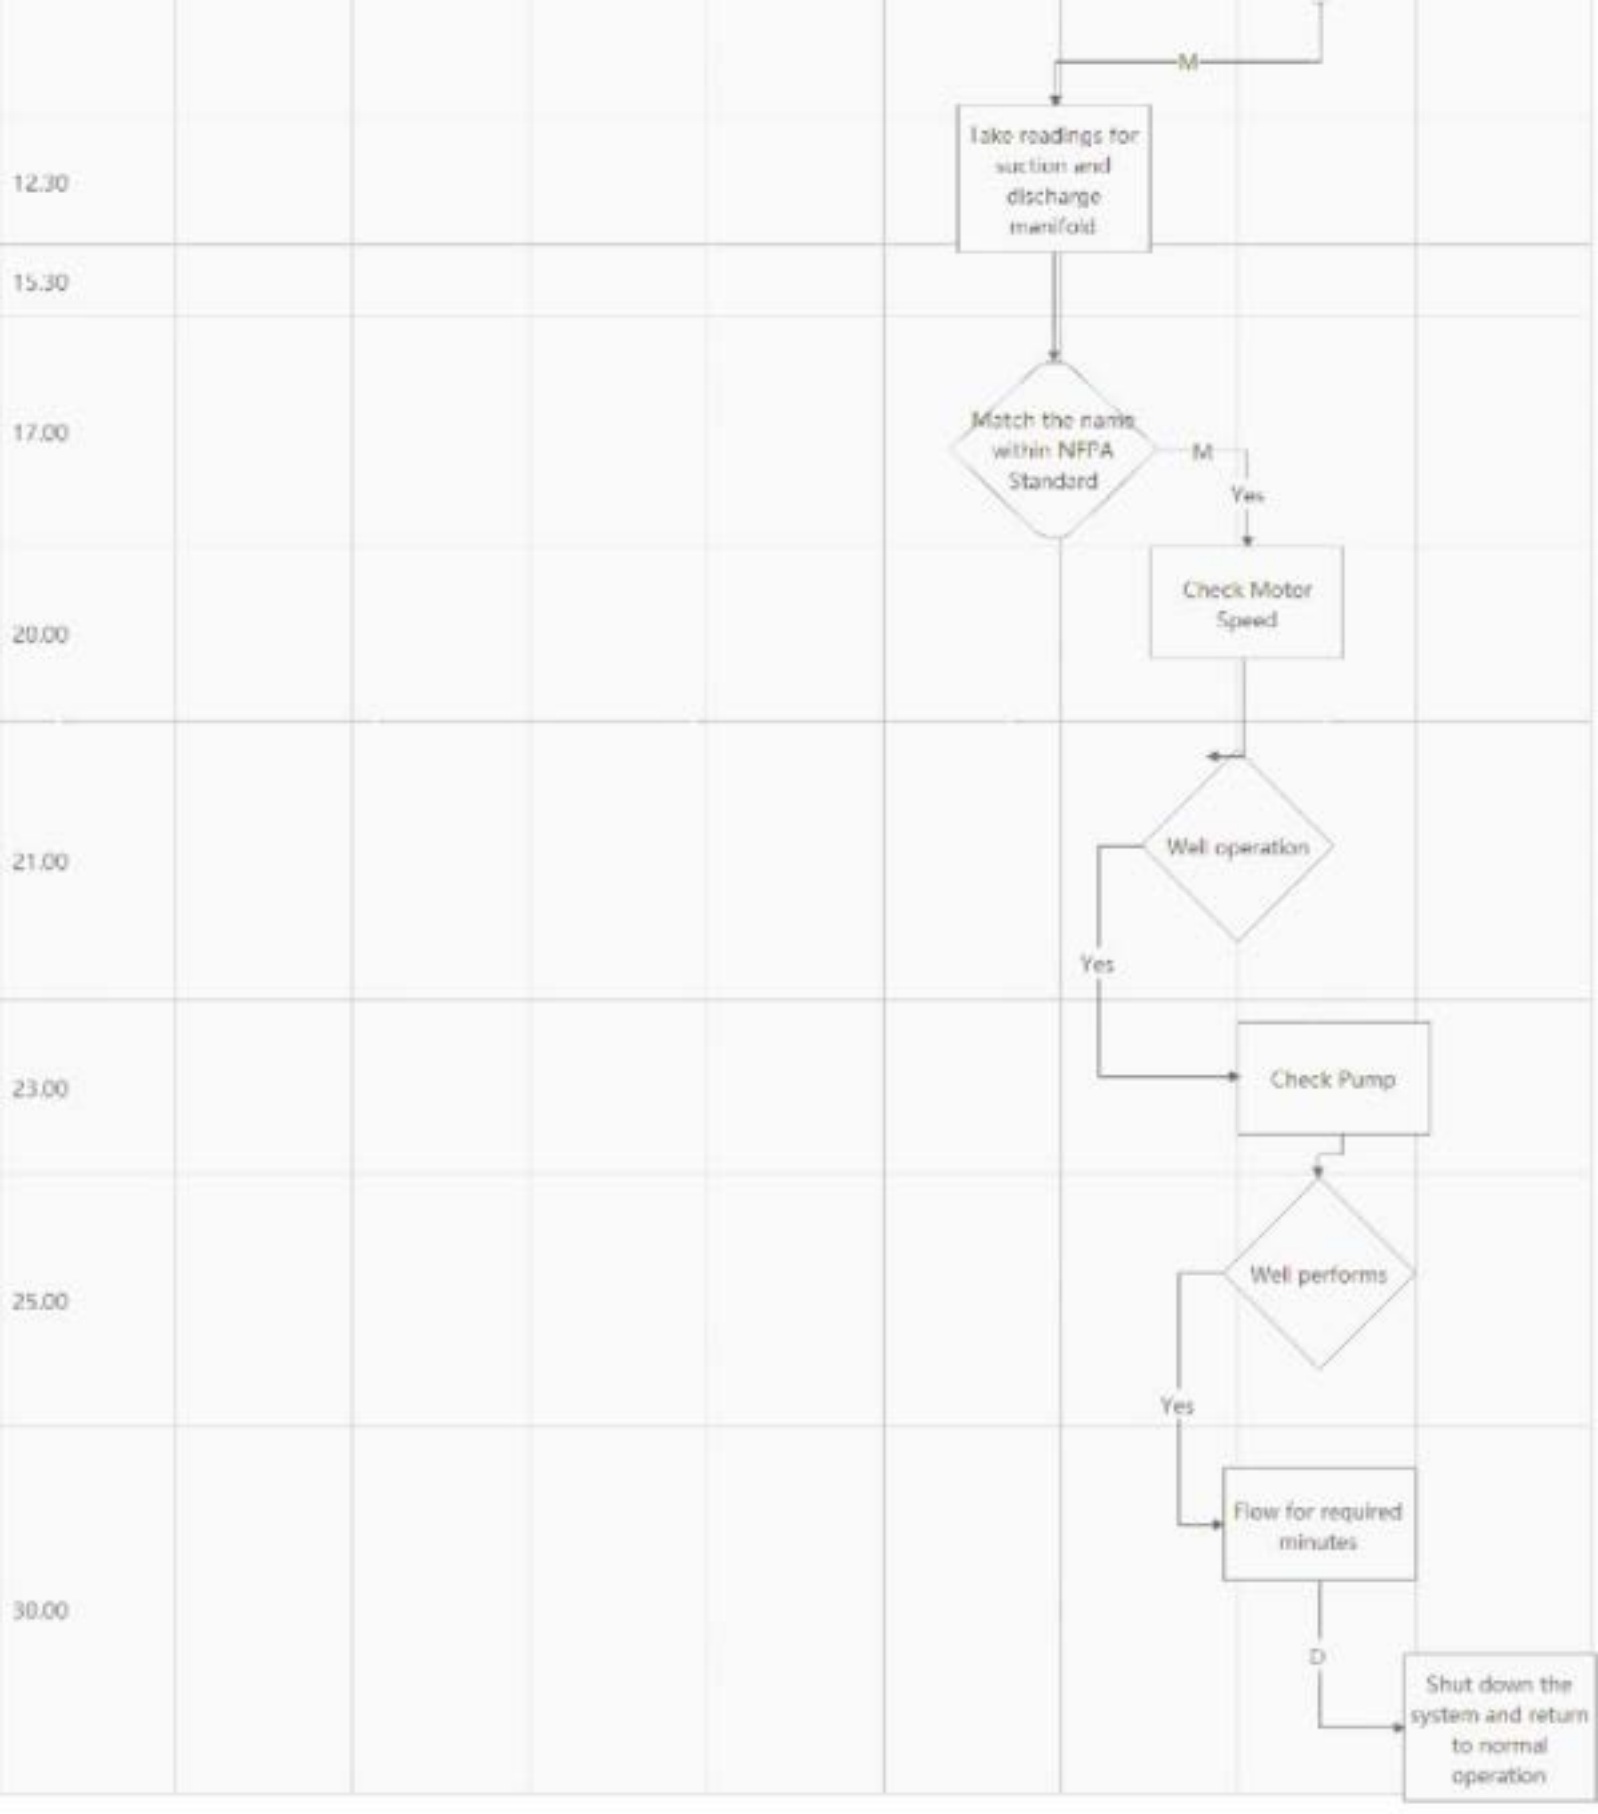 M
Take readings for
suction and
discharge
manifold
12.30
15.30
Match the name
within NFPA
Standard
17.00
M
Yes
Check Motor
Speed
20.00
Well operation
21.00
Yes
Check Pump
23.00
Well performs
25.00
Yes
Flow for required
minutes
30.00
D
Shut down the
system and return
to normal
operation